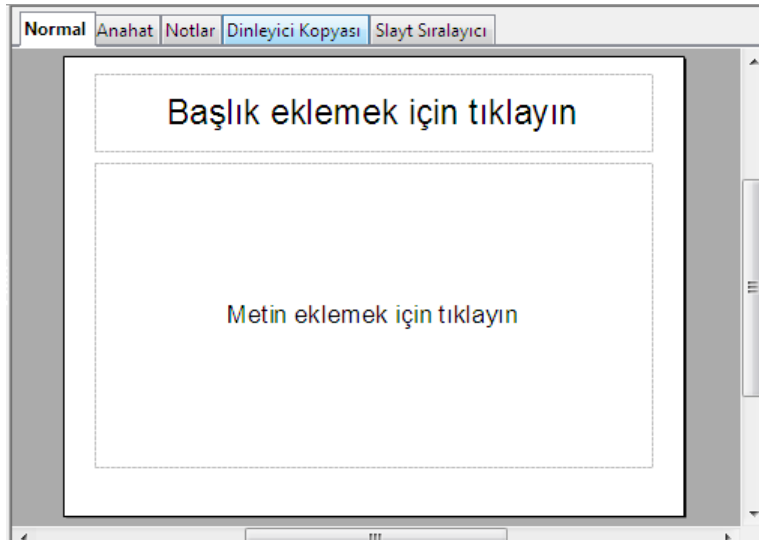 Normal Anahat Notlar Dinleyici Kopyası Slayt Sıralayıcı
Başlık eklemek için tıklayın
Metin eklemek için tıklayın